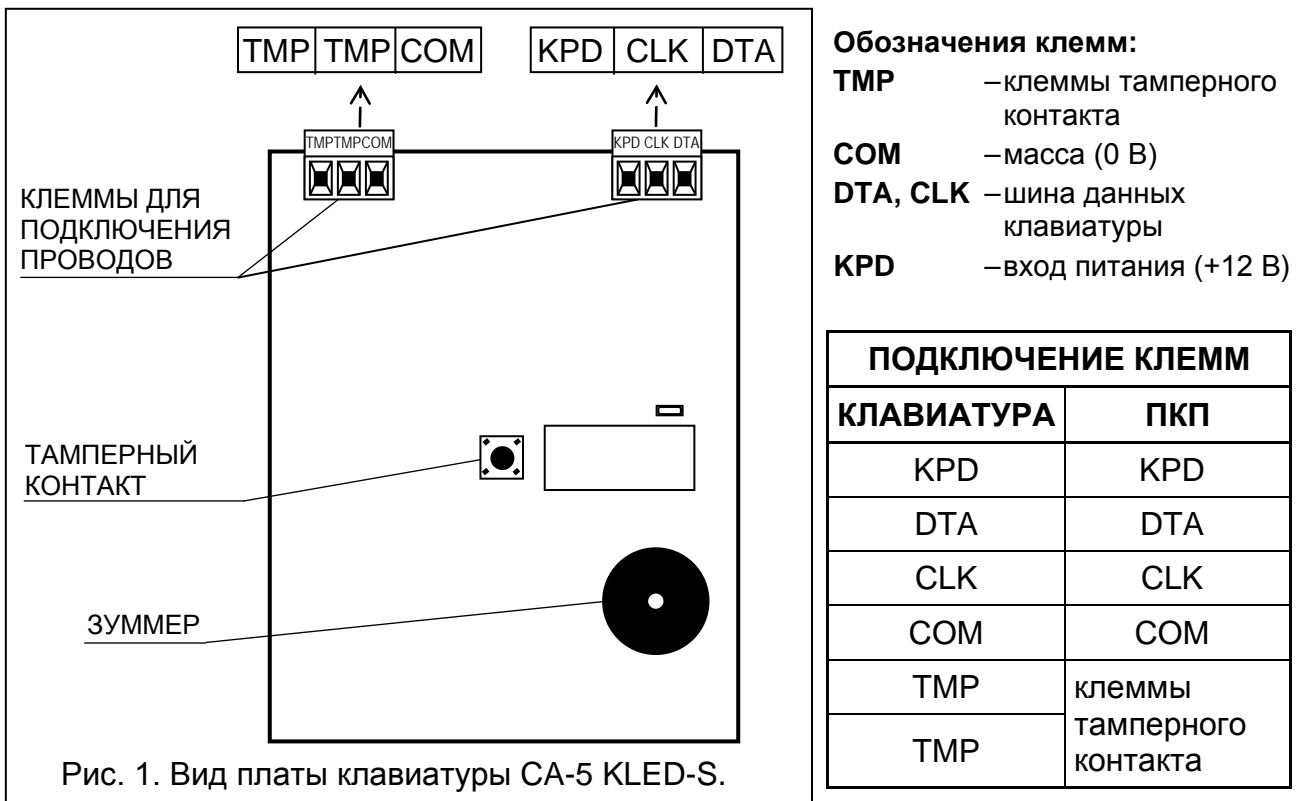 TMP TMP COM
KPD CLK DTA
TMPTMPCOM
KPD CLK DTA
КЛЕММЫ ДЛЯ
ПОДКЛЮЧЕНИЯ
ПРОВОДОВ
ТАМПЕРНЫЙ
КОНТАКТ
ЗУММЕР
Рис. 1. Вид платы клавиатуры CA-5 KLED-S.
Обозначения клемм:
TMP –клеммы тамперного
контакта
COM –масса (0 В)
DTA, CLK –шина данных
клавиатуры
KPD –вход питания (+12 В)
ПОДКЛЮЧЕНИЕ КЛЕММ
КЛАВИАТУРА ПКП
KPD KPD
DTA DTA
CLK CLK
COM COM
TMP клеммы
тамперного
TMP контакта